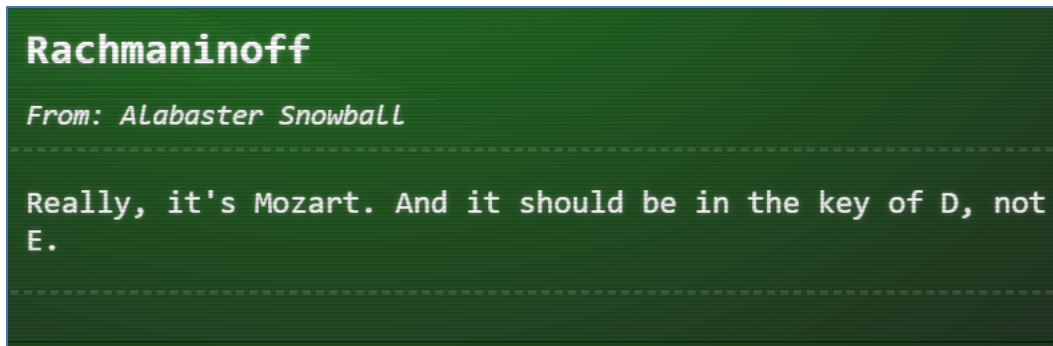 Rachmaninoff
From: Alabaster Snowball
Really, it's Mozart. And it should be in the key of D, not
E.